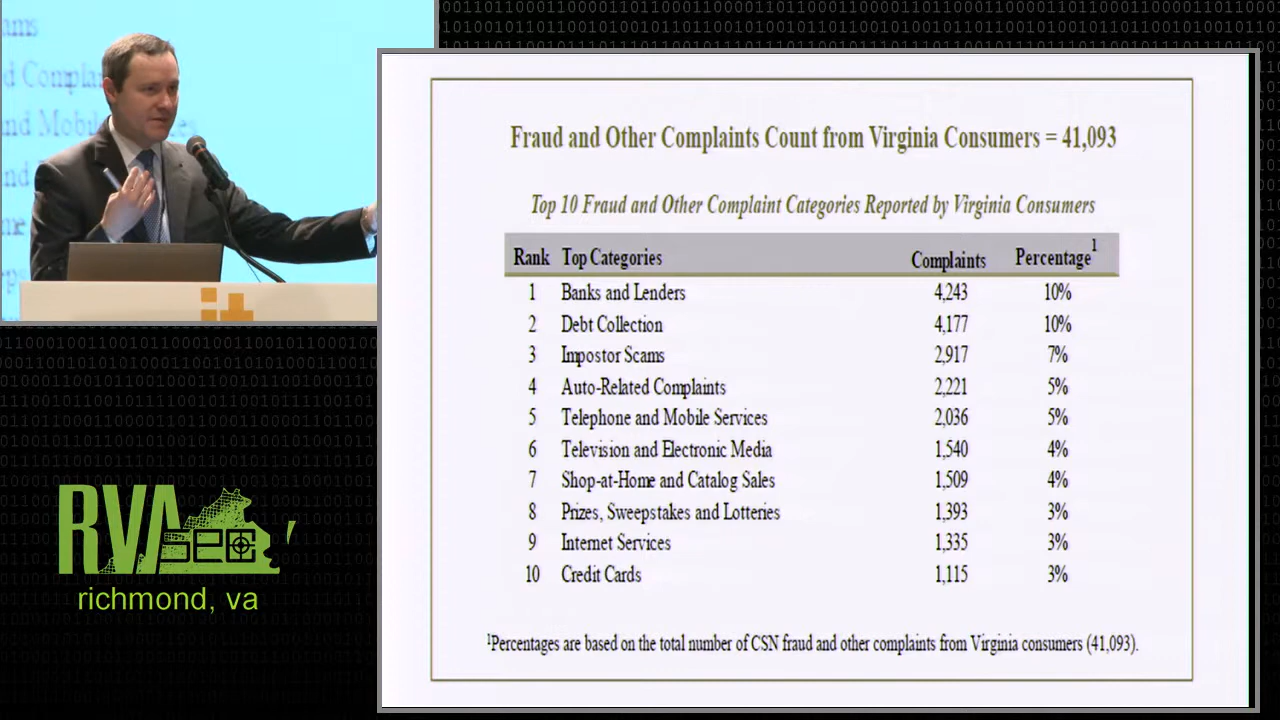 Fraud and Other Complaints Count from Virginia Consumers = 41,093
Top 10 Fraud and Other Complaint Categories Reported by Virginia Consumers
Rank Top Categories Complaints Percentage¹
1 Banks and Lenders 4,243 10%
2 Debt Collection 4,177 10%
3 Impostor Scams 2,917 7%
4 Auto-Related Complaints 2,221 5%
5 Telephone and Mobile Services 2,036 5%
6 Television and Electronic Media 1,540 4%
7 Shop-at-Home and Catalog Sales 1,509 4%
8 Prizes, Sweepstakes and Lotteries 1,393 3%
9 Internet Services 1,335 3%
10 Credit Cards 1,115 3%
¹Percentages are based on the total number of CSN fraud and other complaints from Virginia consumers (41,093).
RVA
SEC
richmond, va